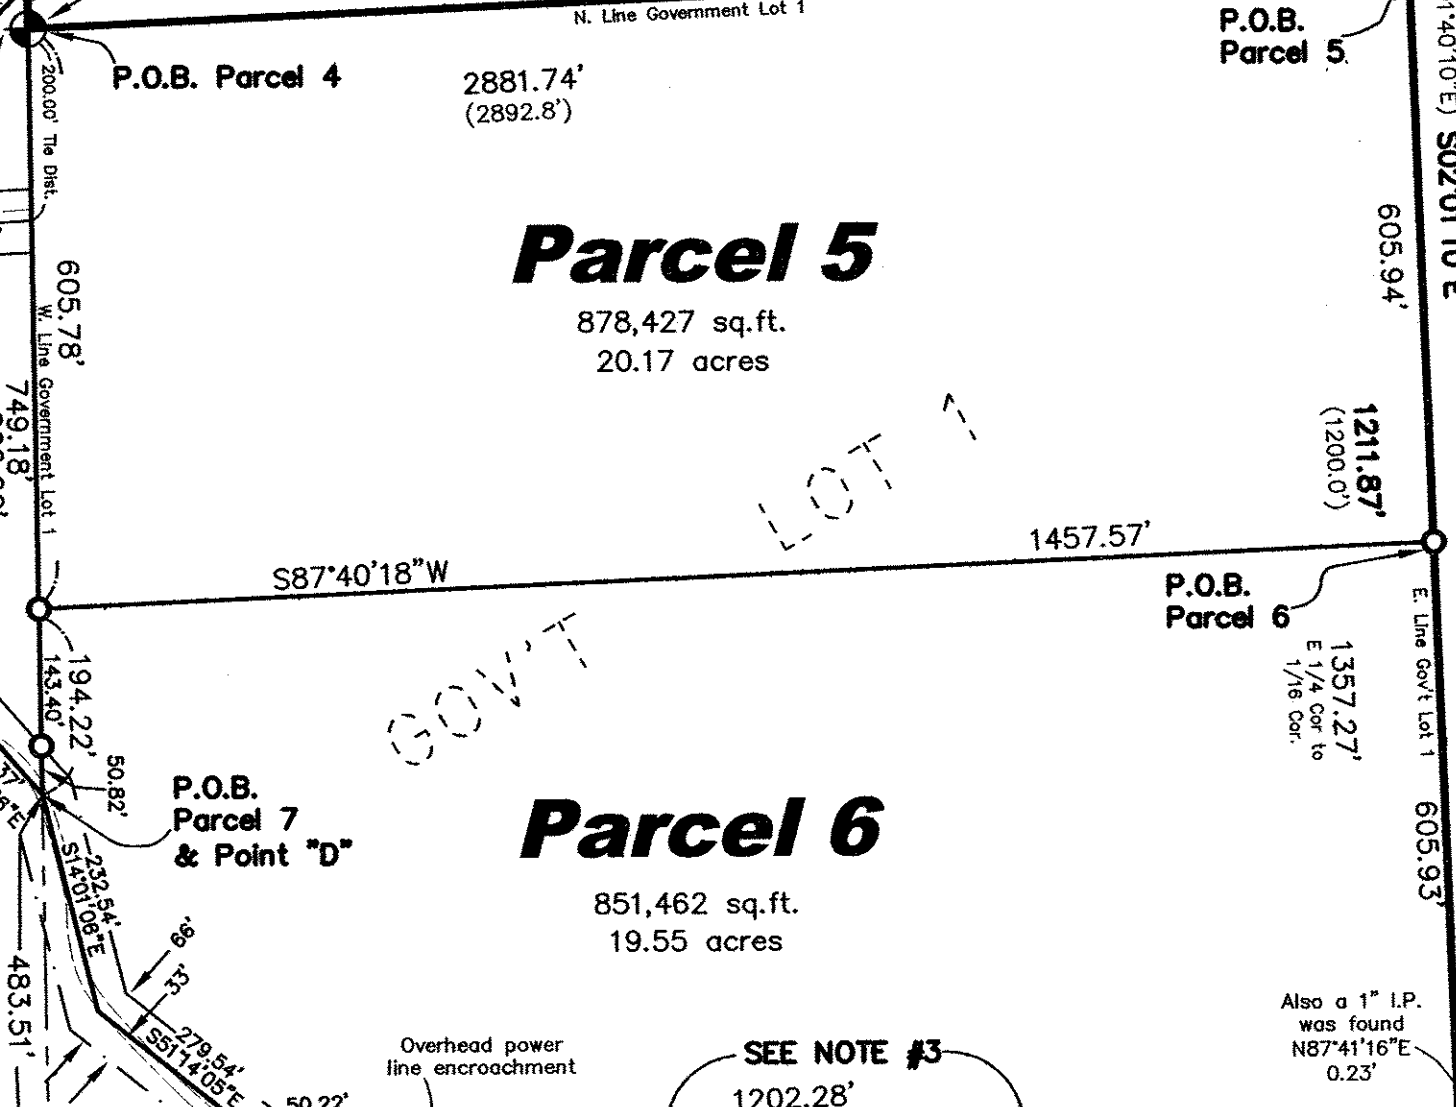 N. Line Government Lot 1
P.O.B.
Parcel 5
P.O.B. Parcel 4
2881.74'
(2892.8')
200.00' Tie Dist.
S02°01'10"E
605.94'
Parcel 5
878,427 sq.ft.
20.17 acres
605.78'
W. Line Government Lot 1
749.18'
LOT 1
1211.87'
(1200.0')
1457.57'
S87°40'18"W
P.O.B.
Parcel 6
GOV'T
E. Line Gov't Lot 1
1357.27'
E 1/4 Cor to
1/16 Cor.
194.22'
143.40'
50.82'
P.O.B.
Parcel 7
& Point "D"
Parcel 6
851,462 sq.ft.
19.55 acres
605.93'
232.54'
S14°01'06"E
66'
33'
483.51'
279.54'
S51°14'05"E
Overhead power
line encroachment
SEE NOTE #3
1202.28'
Also a 1" I.P.
was found
N87°41'16"E
0.23'
50.22'